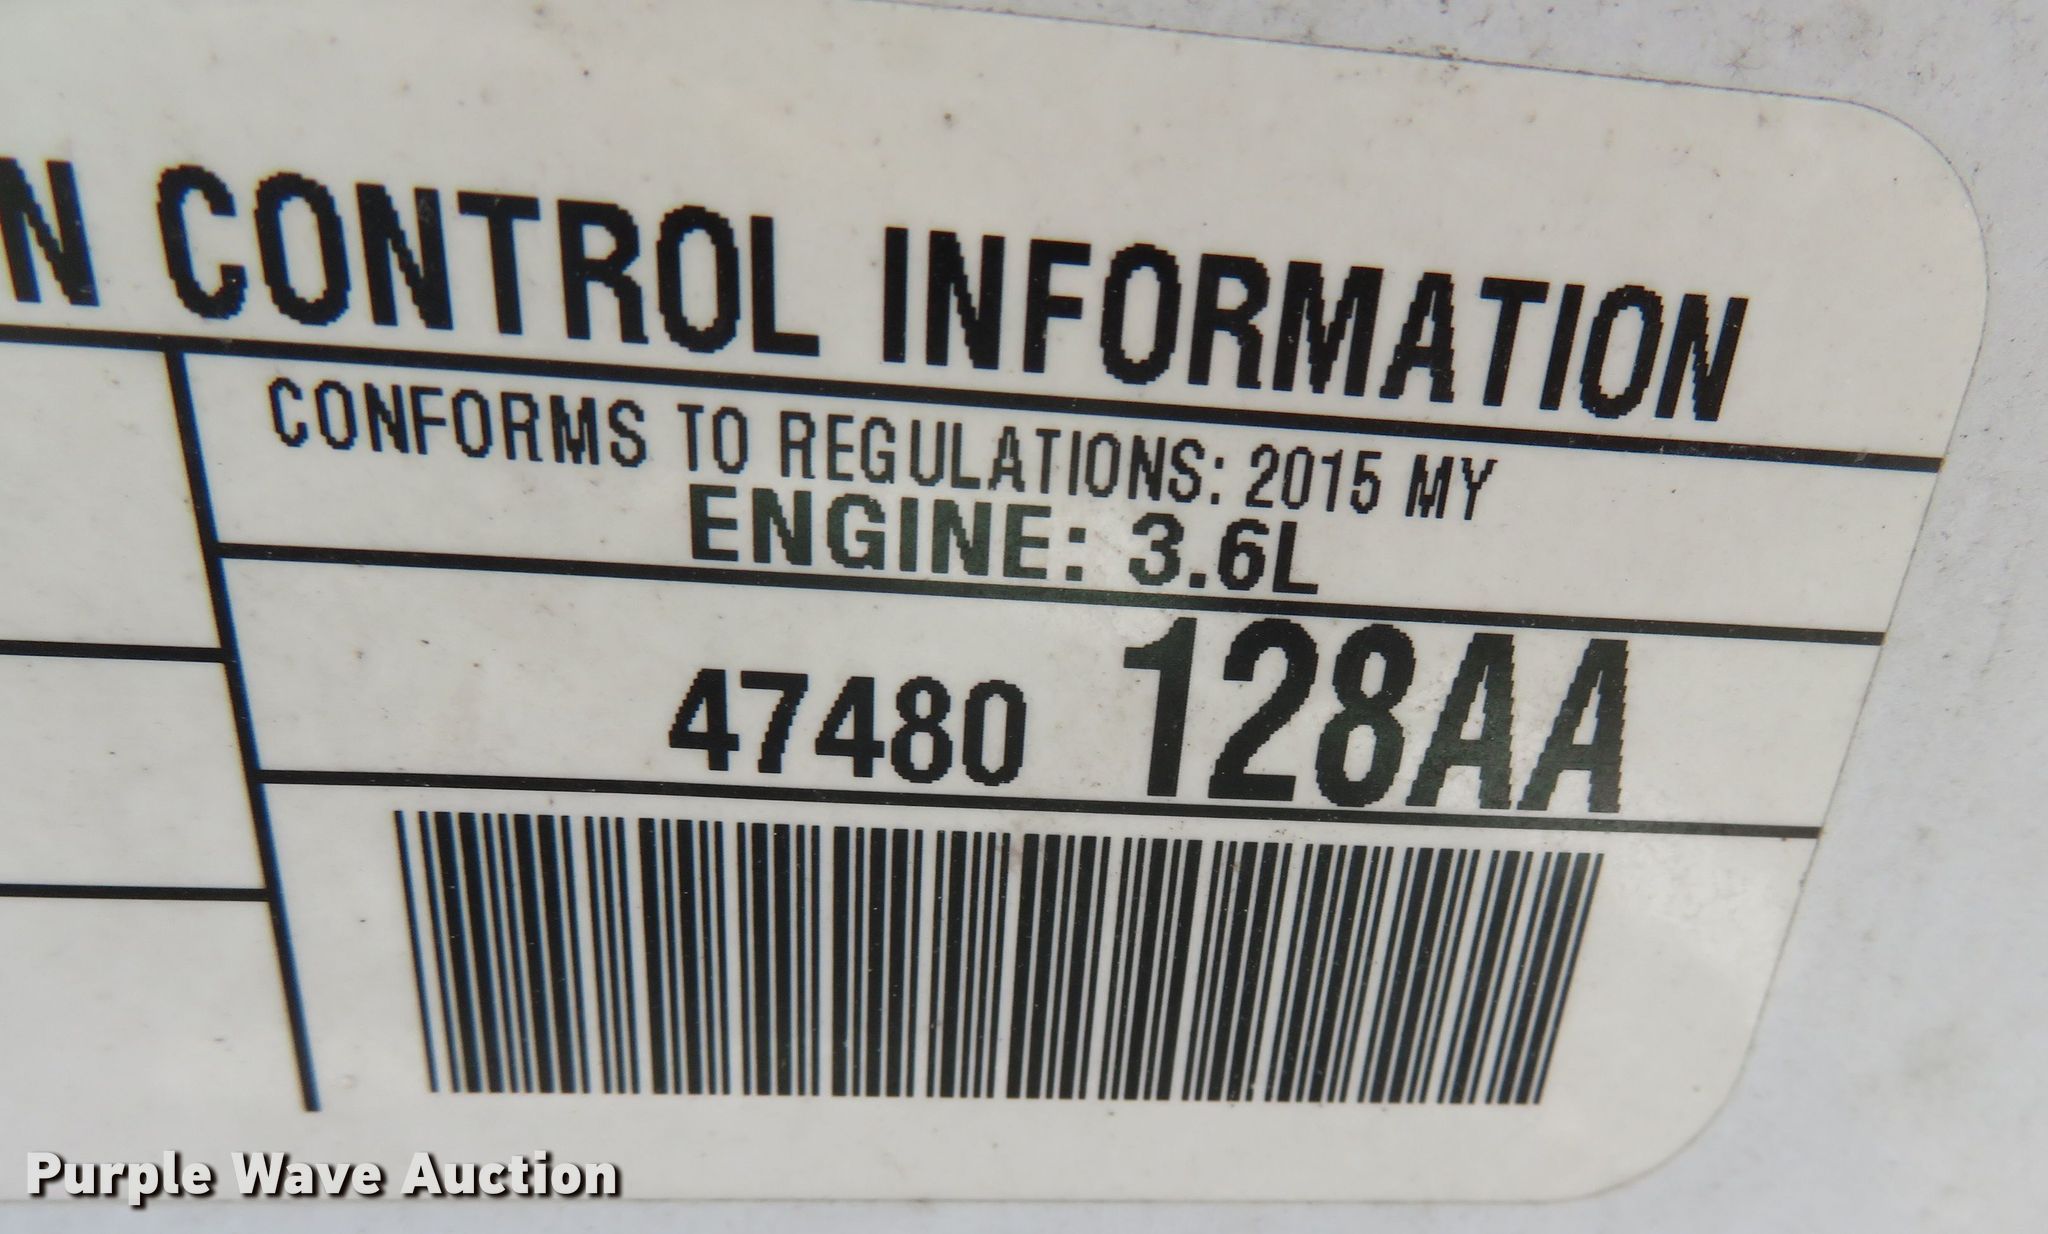 N CONTROL INFORMATION
CONFORMS TO REGULATIONS: 2015 MY
ENGINE: 3.6L
47480 128AA
Purple Wave Auction